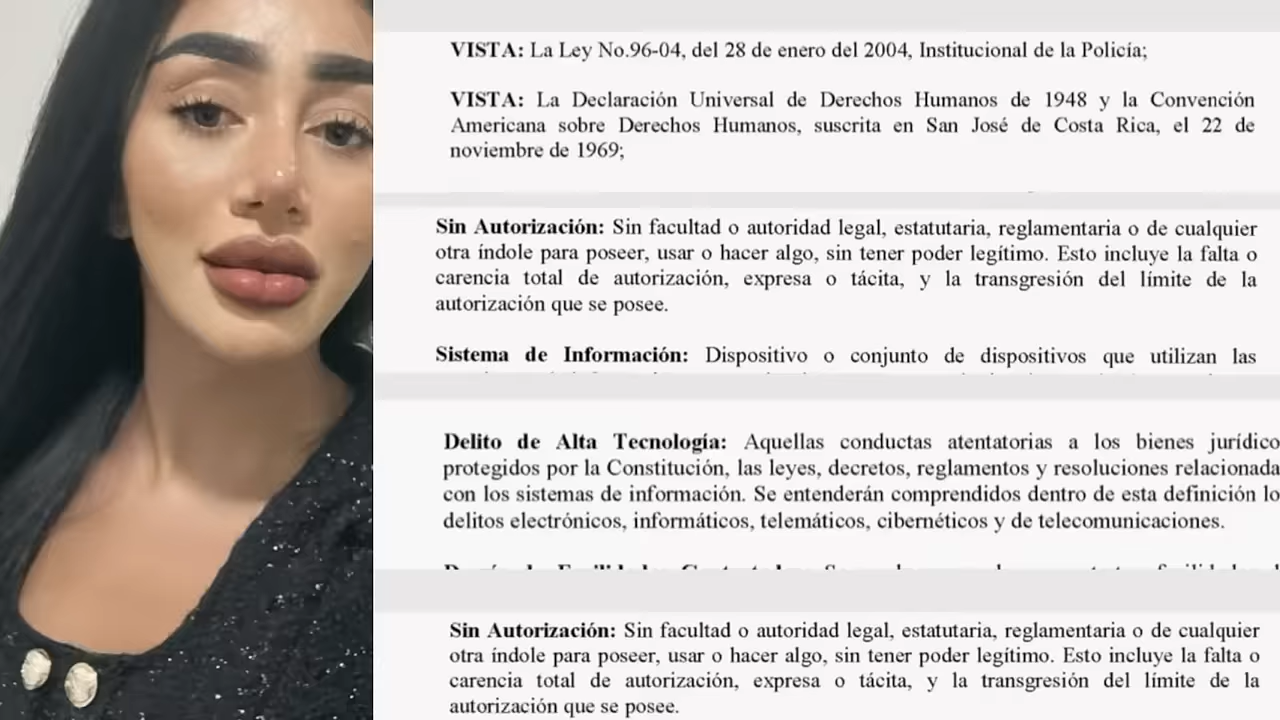 VISTA: La Ley No.96-04, del 28 de enero del 2004, Institucional de la Policía;
VISTA: La Declaración Universal de Derechos Humanos de 1948 y la Convención
Americana sobre Derechos Humanos, suscrita en San José de Costa Rica, el 22 de
noviembre de 1969;
Sin Autorización: Sin facultad o autoridad legal, estatutaria, reglamentaria o de cualquier
otra índole para poseer, usar o hacer algo, sin tener poder legítimo. Esto incluye la falta o
carencia total de autorización, expresa o tácita, y la transgresión del límite de la
autorización que se posee.
Sistema de Información: Dispositivo o conjunto de dispositivos que utilizan las
Delito de Alta Tecnología: Aquellas conductas atentatorias a los bienes jurídico
protegidos por la Constitución, las leyes, decretos, reglamentos y resoluciones relacionada
con los sistemas de información. Se entenderán comprendidos dentro de esta definición lo
delitos electrónicos, informáticos, telemáticos, cibernéticos y de telecomunicaciones.
Sin Autorización: Sin facultad o autoridad legal, estatutaria, reglamentaria o de cualquier
otra índole para poseer, usar o hacer algo, sin tener poder legítimo. Esto incluye la falta o
carencia total de autorización, expresa o tácita, y la transgresión del límite de la
autorización que se posee.